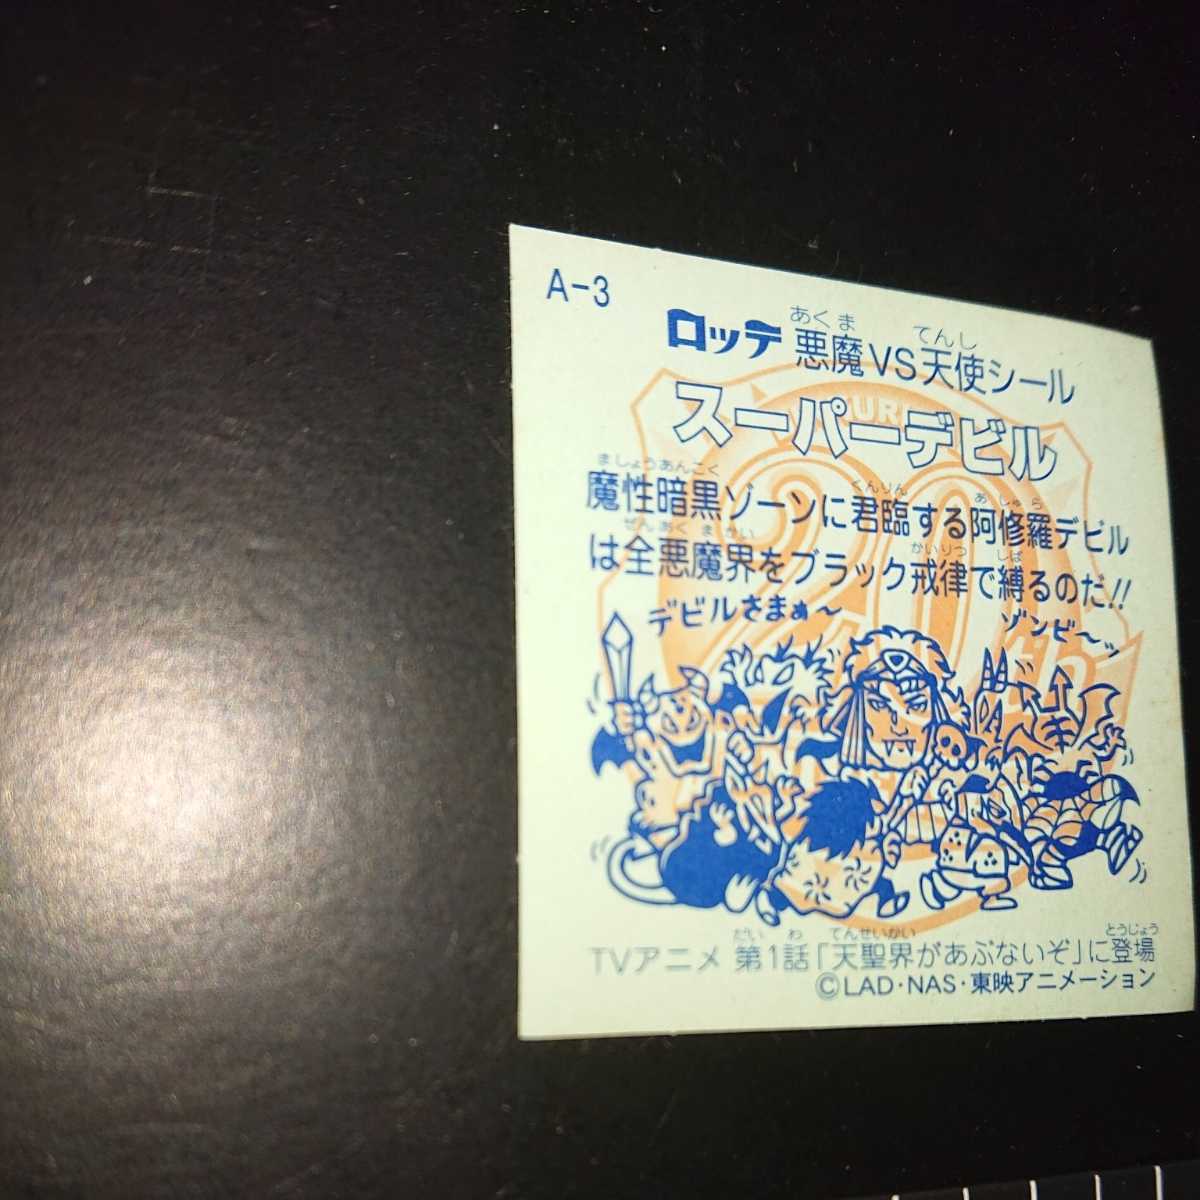 A-3
ロッテ 悪魔VS天使シール
あくま てんし
スーパーデビル
ましょうあんこく くんりん あしゅら
魔性暗黒ゾーンに君臨する阿修羅デビル
ぜんあくまかい かいりつ しば
は全悪魔界をブラック戒律で縛るのだ!!
デビルさまぁ〜
ゾンビ〜ッ
20th
だい わ てんせいかい とうじょう
TVアニメ 第1話「天聖界があぶないぞ」に登場
©LAD・NAS・東映アニメーション